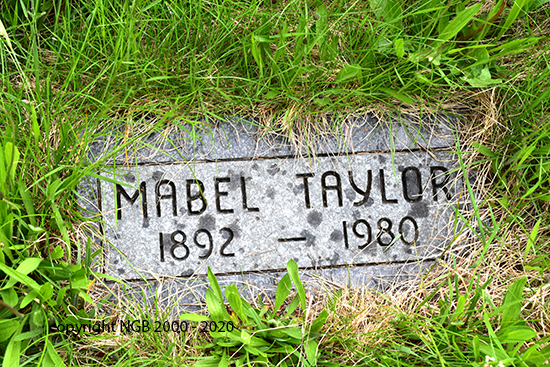 MABEL TAYLOR
1892 — 1980
copyright NGB 2000 - 2020